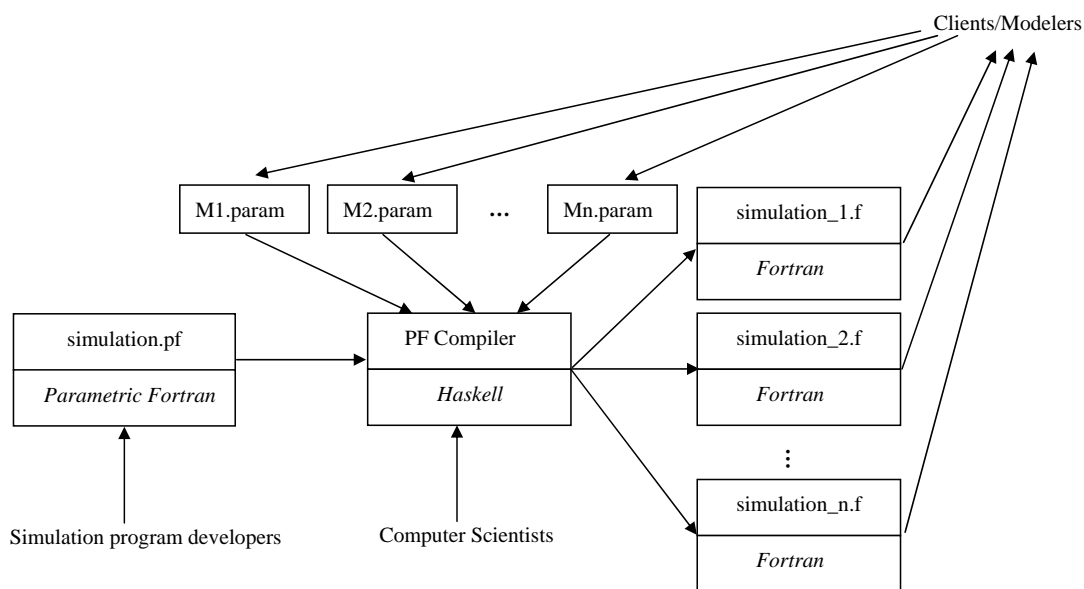 Clients/Modelers
M1.param
M2.param
...
Mn.param
simulation_1.f
Fortran
simulation.pf
Parametric Fortran
PF Compiler
Haskell
simulation_2.f
Fortran
...
simulation_n.f
Fortran
Simulation program developers
Computer Scientists